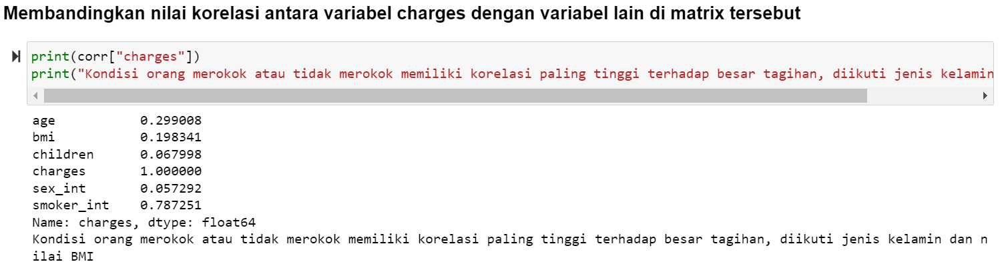 Membandingkan nilai korelasi antara variabel charges dengan variabel lain di matrix tersebut
print(corr["charges"])
print("Kondisi orang merokok atau tidak merokok memiliki korelasi paling tinggi terhadap besar tagihan, diikuti jenis kelamin
age 0.299008
bmi 0.198341
children 0.067998
charges 1.000000
sex_int 0.057292
smoker_int 0.787251
Name: charges, dtype: float64
Kondisi orang merokok atau tidak merokok memiliki korelasi paling tinggi terhadap besar tagihan, diikuti jenis kelamin dan n
ilai BMI